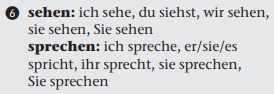 6 sehen: ich sehe, du siehst, wir sehen,
sie sehen, Sie sehen
sprechen: ich spreche, er/sie/es
spricht, ihr sprecht, sie sprechen,
Sie sprechen